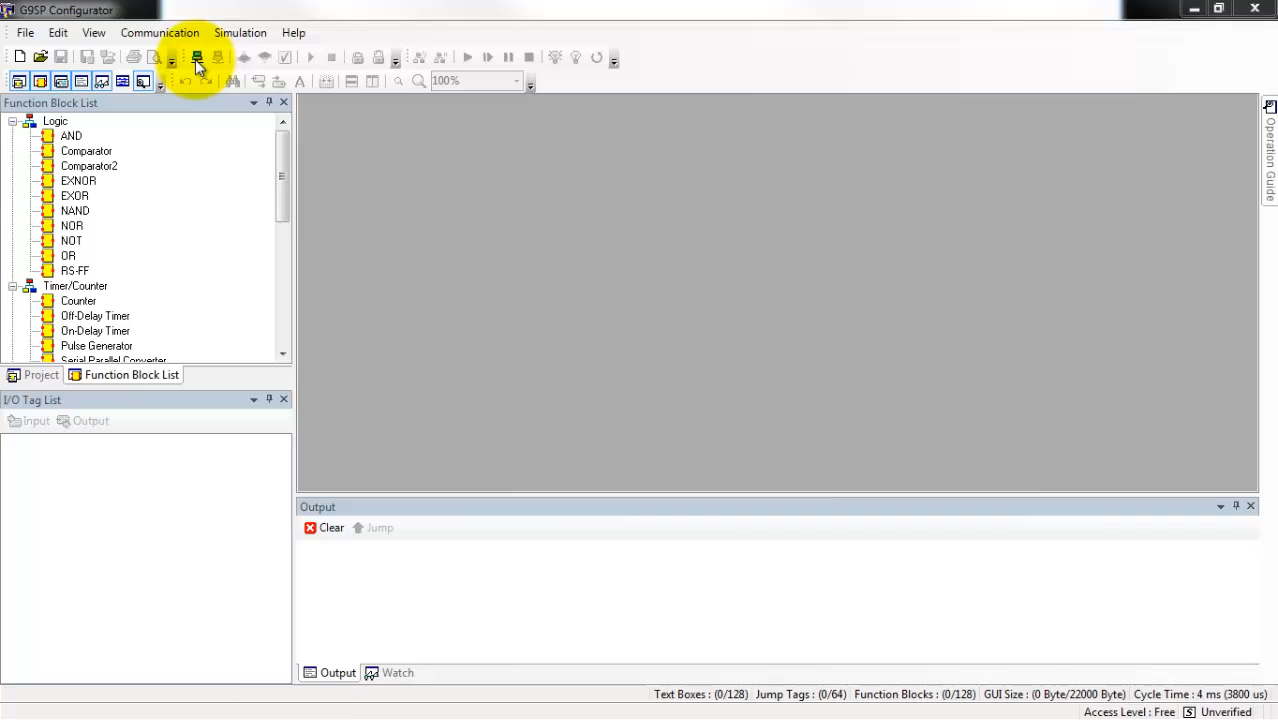 G9SP Configurator
File Edit View Communication Simulation Help
100%
Function Block List
Logic
AND
Comparator
Comparator2
EXNOR
EXOR
NAND
NOR
NOT
OR
RS-FF
Timer/Counter
Counter
Off-Delay Timer
On-Delay Timer
Pulse Generator
Serial Parallel Converter
Project Function Block List
I/O Tag List
Input Output
Operation Guide
Output
Clear Jump
Output Watch
Text Boxes : (0/128) Jump Tags : (0/64) Function Blocks : (0/128) GUI Size : (0 Byte/22000 Byte) Cycle Time : 4 ms (3800 us)
Access Level : Free S Unverified